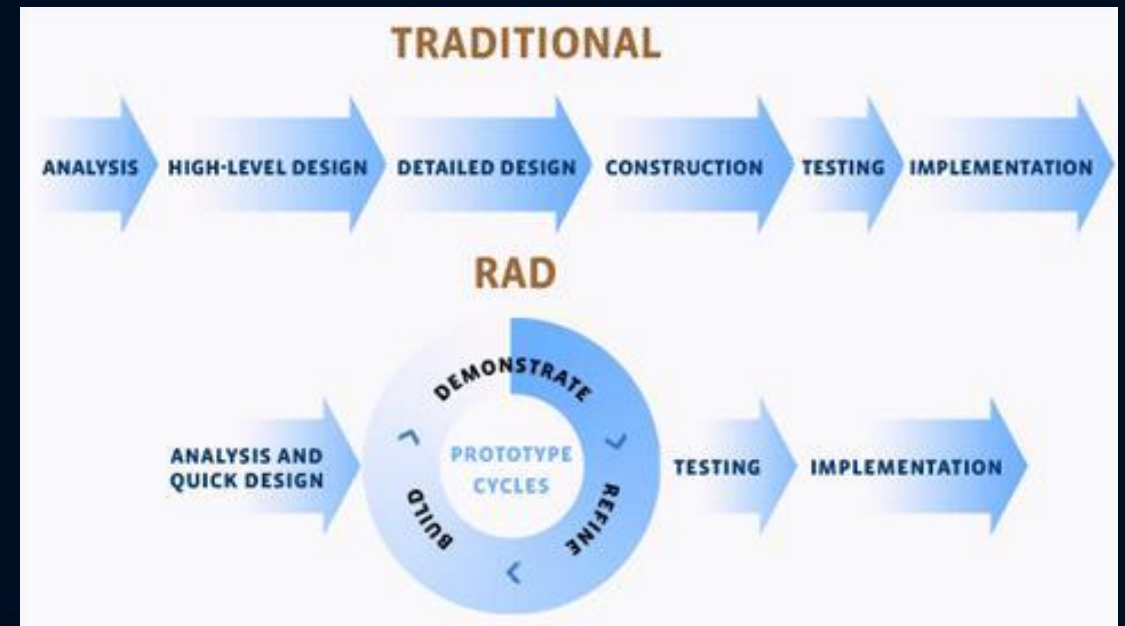 TRADITIONAL
ANALYSIS HIGH-LEVEL DESIGN DETAILED DESIGN CONSTRUCTION TESTING IMPLEMENTATION
RAD
DEMONSTRATE
ANALYSIS AND
QUICK DESIGN
PROTOTYPE
CYCLES
BUILD
REFINE
TESTING
IMPLEMENTATION